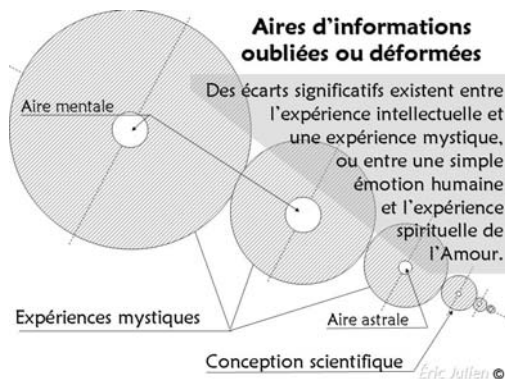 Aires d’informations
oubliées ou déformées
Des écarts significatifs existent entre
l’expérience intellectuelle et
une expérience mystique,
ou entre une simple
émotion humaine
et l’expérience
spirituelle de
l’Amour.
Aire mentale
Expériences mystiques
Aire astrale
Conception scientifique
Éric Julien ©